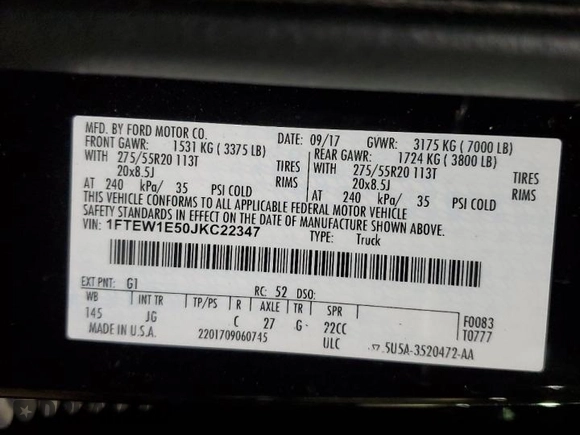 MFD. BY FORD MOTOR CO. DATE: 09/17 GVWR: 3175 KG ( 7000 LB)
FRONT GAWR: 1531 KG ( 3375 LB) REAR GAWR: 1724 KG ( 3800 LB)
WITH 275/55R20 113T TIRES WITH 275/55R20 113T TIRES
20x8.5J RIMS 20x8.5J RIMS
AT 240 kPa/ 35 PSI COLD AT 240 kPa/ 35 PSI COLD
THIS VEHICLE CONFORMS TO ALL APPLICABLE FEDERAL MOTOR VEHICLE
SAFETY STANDARDS IN EFFECT ON THE DATE OF MANUFACTURE SHOWN ABOVE.
VIN: 1FTEW1E50JKC22347 TYPE: Truck
EXT PNT: G1 RC: 52 DSO:
WB INT TR TP/PS R AXLE TR SPR F0083
145 JG C 27 G 22CC T0777
MADE IN U.S.A. 2201709060745 ULC 5U5A-3520472-AA